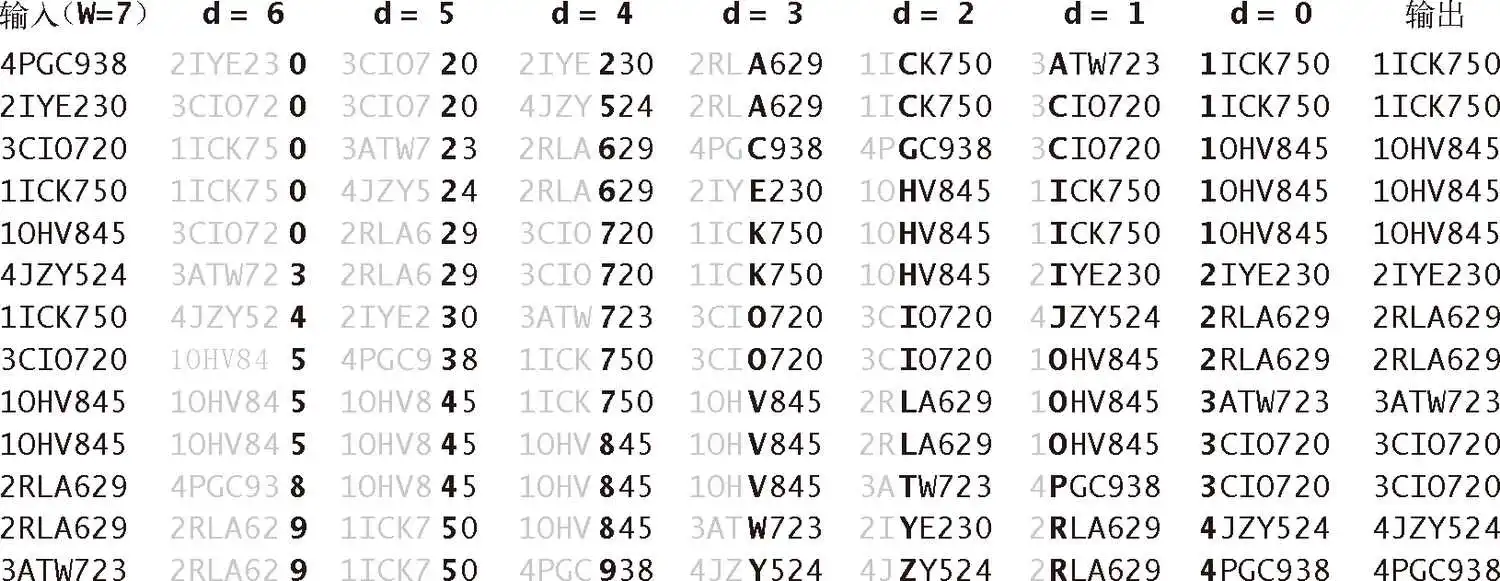 输入(W=7) d= 6 d= 5 d= 4 d= 3 d= 2 d= 1 d= 0 输出
4PGC938 2IYE230 3CIO720 2IYE230 2RLA629 1ICK750 3ATW723 1ICK750 1ICK750
2IYE230 3CIO720 3CIO720 4JZY524 2RLA629 1ICK750 3CIO720 1ICK750 1ICK750
3CIO720 1ICK750 3ATW723 2RLA629 4PGC938 4PGC938 3CIO720 1OHV845 1OHV845
1ICK750 1ICK750 4JZY524 2RLA629 2IYE230 1OHV845 1ICK750 1OHV845 1OHV845
1OHV845 3CIO720 2RLA629 3CIO720 1ICK750 1OHV845 1ICK750 1OHV845 1OHV845
4JZY524 3ATW723 2RLA629 3CIO720 1ICK750 1OHV845 2IYE230 2IYE230 2IYE230
1ICK750 4JZY524 2IYE230 3ATW723 3CIO720 3CIO720 4JZY524 2RLA629 2RLA629
3CIO720 1OHV845 4PGC938 1ICK750 3CIO720 3CIO720 1OHV845 2RLA629 2RLA629
1OHV845 1OHV845 1OHV845 1ICK750 1OHV845 2RLA629 1OHV845 3ATW723 3ATW723
1OHV845 1OHV845 1OHV845 1OHV845 1OHV845 2RLA629 1OHV845 3CIO720 3CIO720
2RLA629 4PGC938 1OHV845 1OHV845 1OHV845 3ATW723 4PGC938 3CIO720 3CIO720
2RLA629 2RLA629 1ICK750 1OHV845 3ATW723 2IYE230 2RLA629 4JZY524 4JZY524
3ATW723 2RLA629 1ICK750 4PGC938 4JZY524 4JZY524 2RLA629 4PGC938 4PGC938